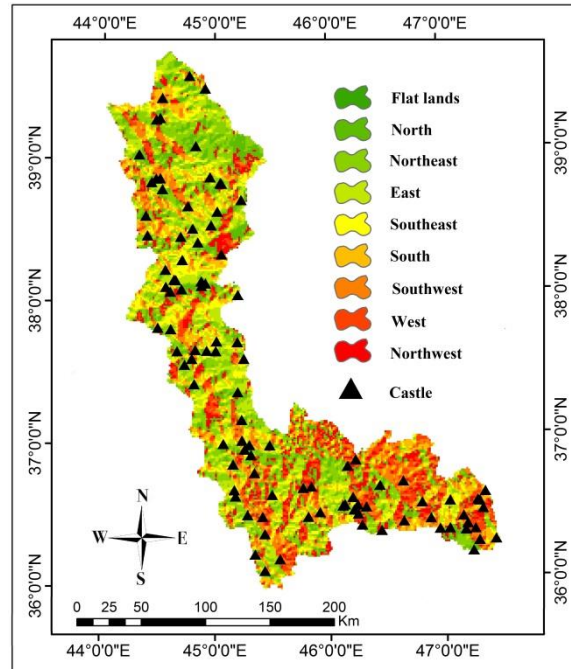 44°0'0"E 45°0'0"E 46°0'0"E 47°0'0"E
39°0'0"N
38°0'0"N
37°0'0"N
36°0'0"N
Flat lands
North
Northeast
East
Southeast
South
Southwest
West
Northwest
Castle
39°0'0"N
38°0'0"N
37°0'0"N
36°0'0"N
N
W E
S
0 25 50 100 150 200
Km
44°0'0"E 45°0'0"E 46°0'0"E 47°0'0"E